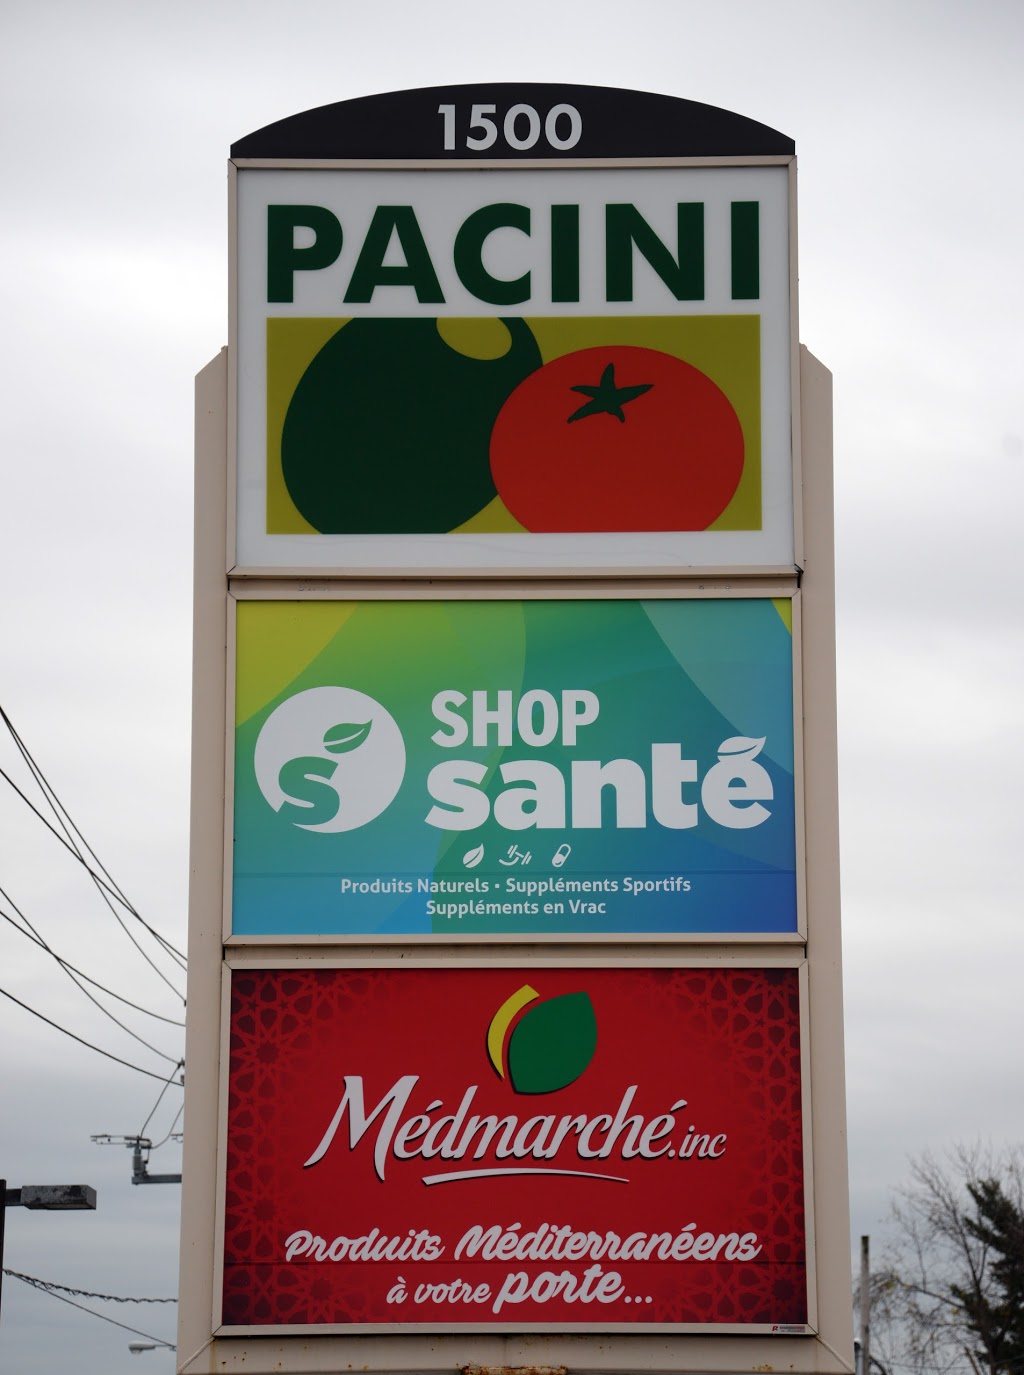 1500
PACINI
S
SHOP
santé
Produits Naturels • Suppléments Sportifs
Suppléments en Vrac
Médmarché.inc
Produits Méditerranéens
à votre porte...